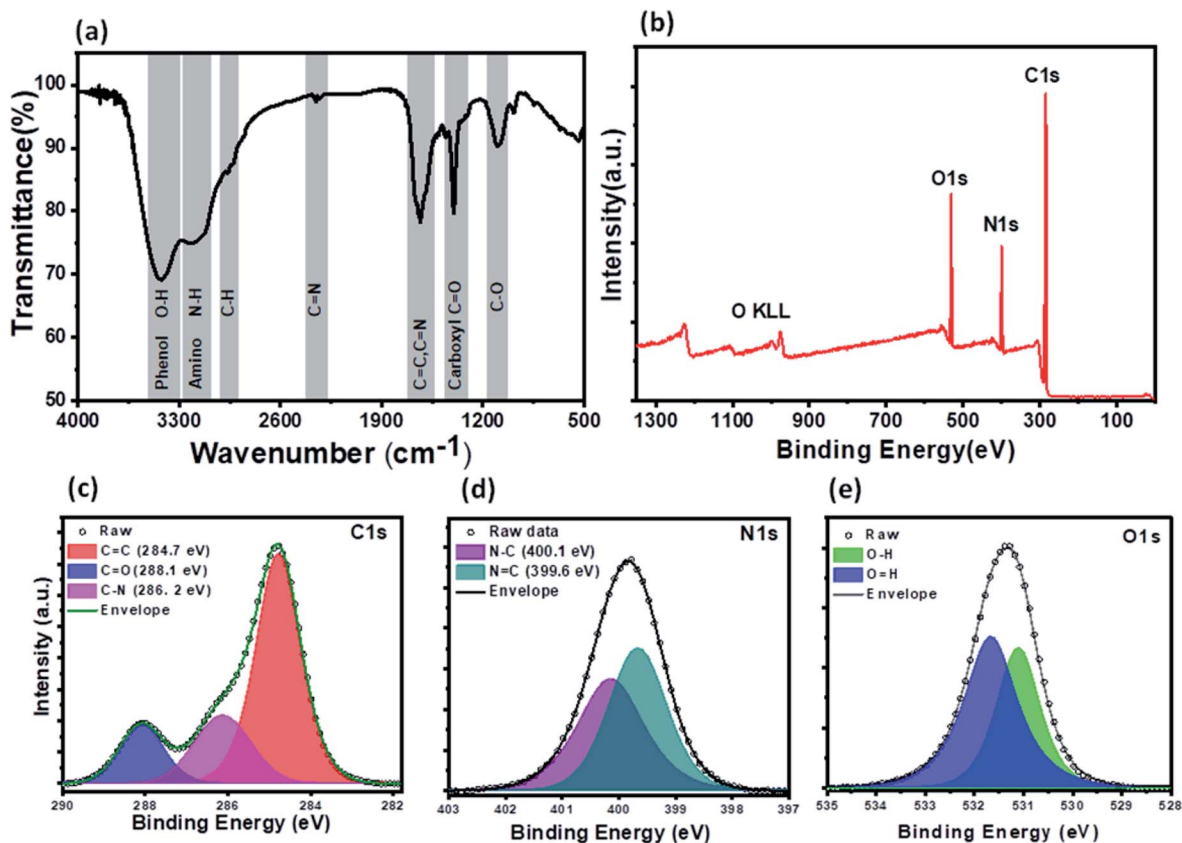 (a)
Transmittance(%)
100
90
80
70
60
50
Phenol O-H
Amino N-H
C-H
C=N
C=C,C=N
Carboxyl C=O
C-O
4000 3300 2600 1900 1200 500
Wavenumber (cm-1)
(b)
Intensity(a.u.)
C1s
O1s
N1s
O KLL
1300 1100 900 700 500 300 100
Binding Energy(eV)
(c)
C1s
Raw
C=C (284.7 eV)
C=O (288.1 eV)
C-N (286. 2 eV)
Envelope
Intensity (a.u.)
290 288 286 284 282
Binding Energy (eV)
(d)
N1s
Raw data
N-C (400.1 eV)
N=C (399.6 eV)
Envelope
403 402 401 400 399 398 397
Binding Energy (eV)
(e)
O1s
Raw
O-H
O=H
Envelope
535 534 533 532 531 530 529 528
Binding Energy (eV)